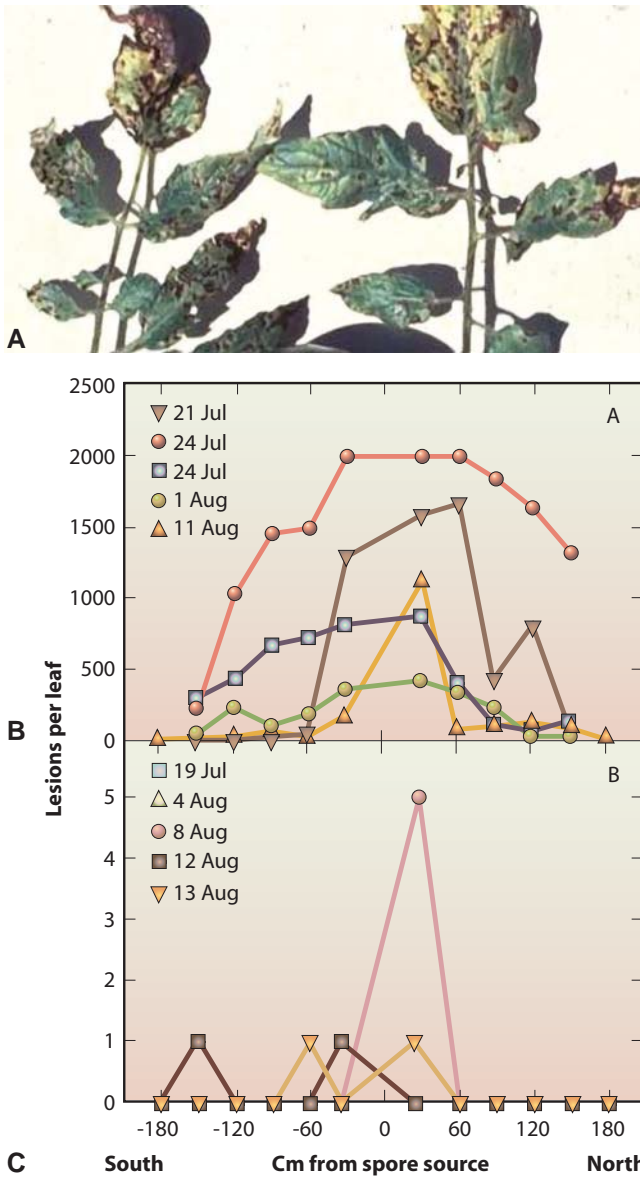 A
2500
2000
1500
1000
500
0
21 Jul
24 Jul
24 Jul
1 Aug
11 Aug
A
B
Lesions per leaf
5
4
3
2
1
0
19 Jul
4 Aug
8 Aug
12 Aug
13 Aug
B
-180 -120 -60 0 60 120 180
C South Cm from spore source North